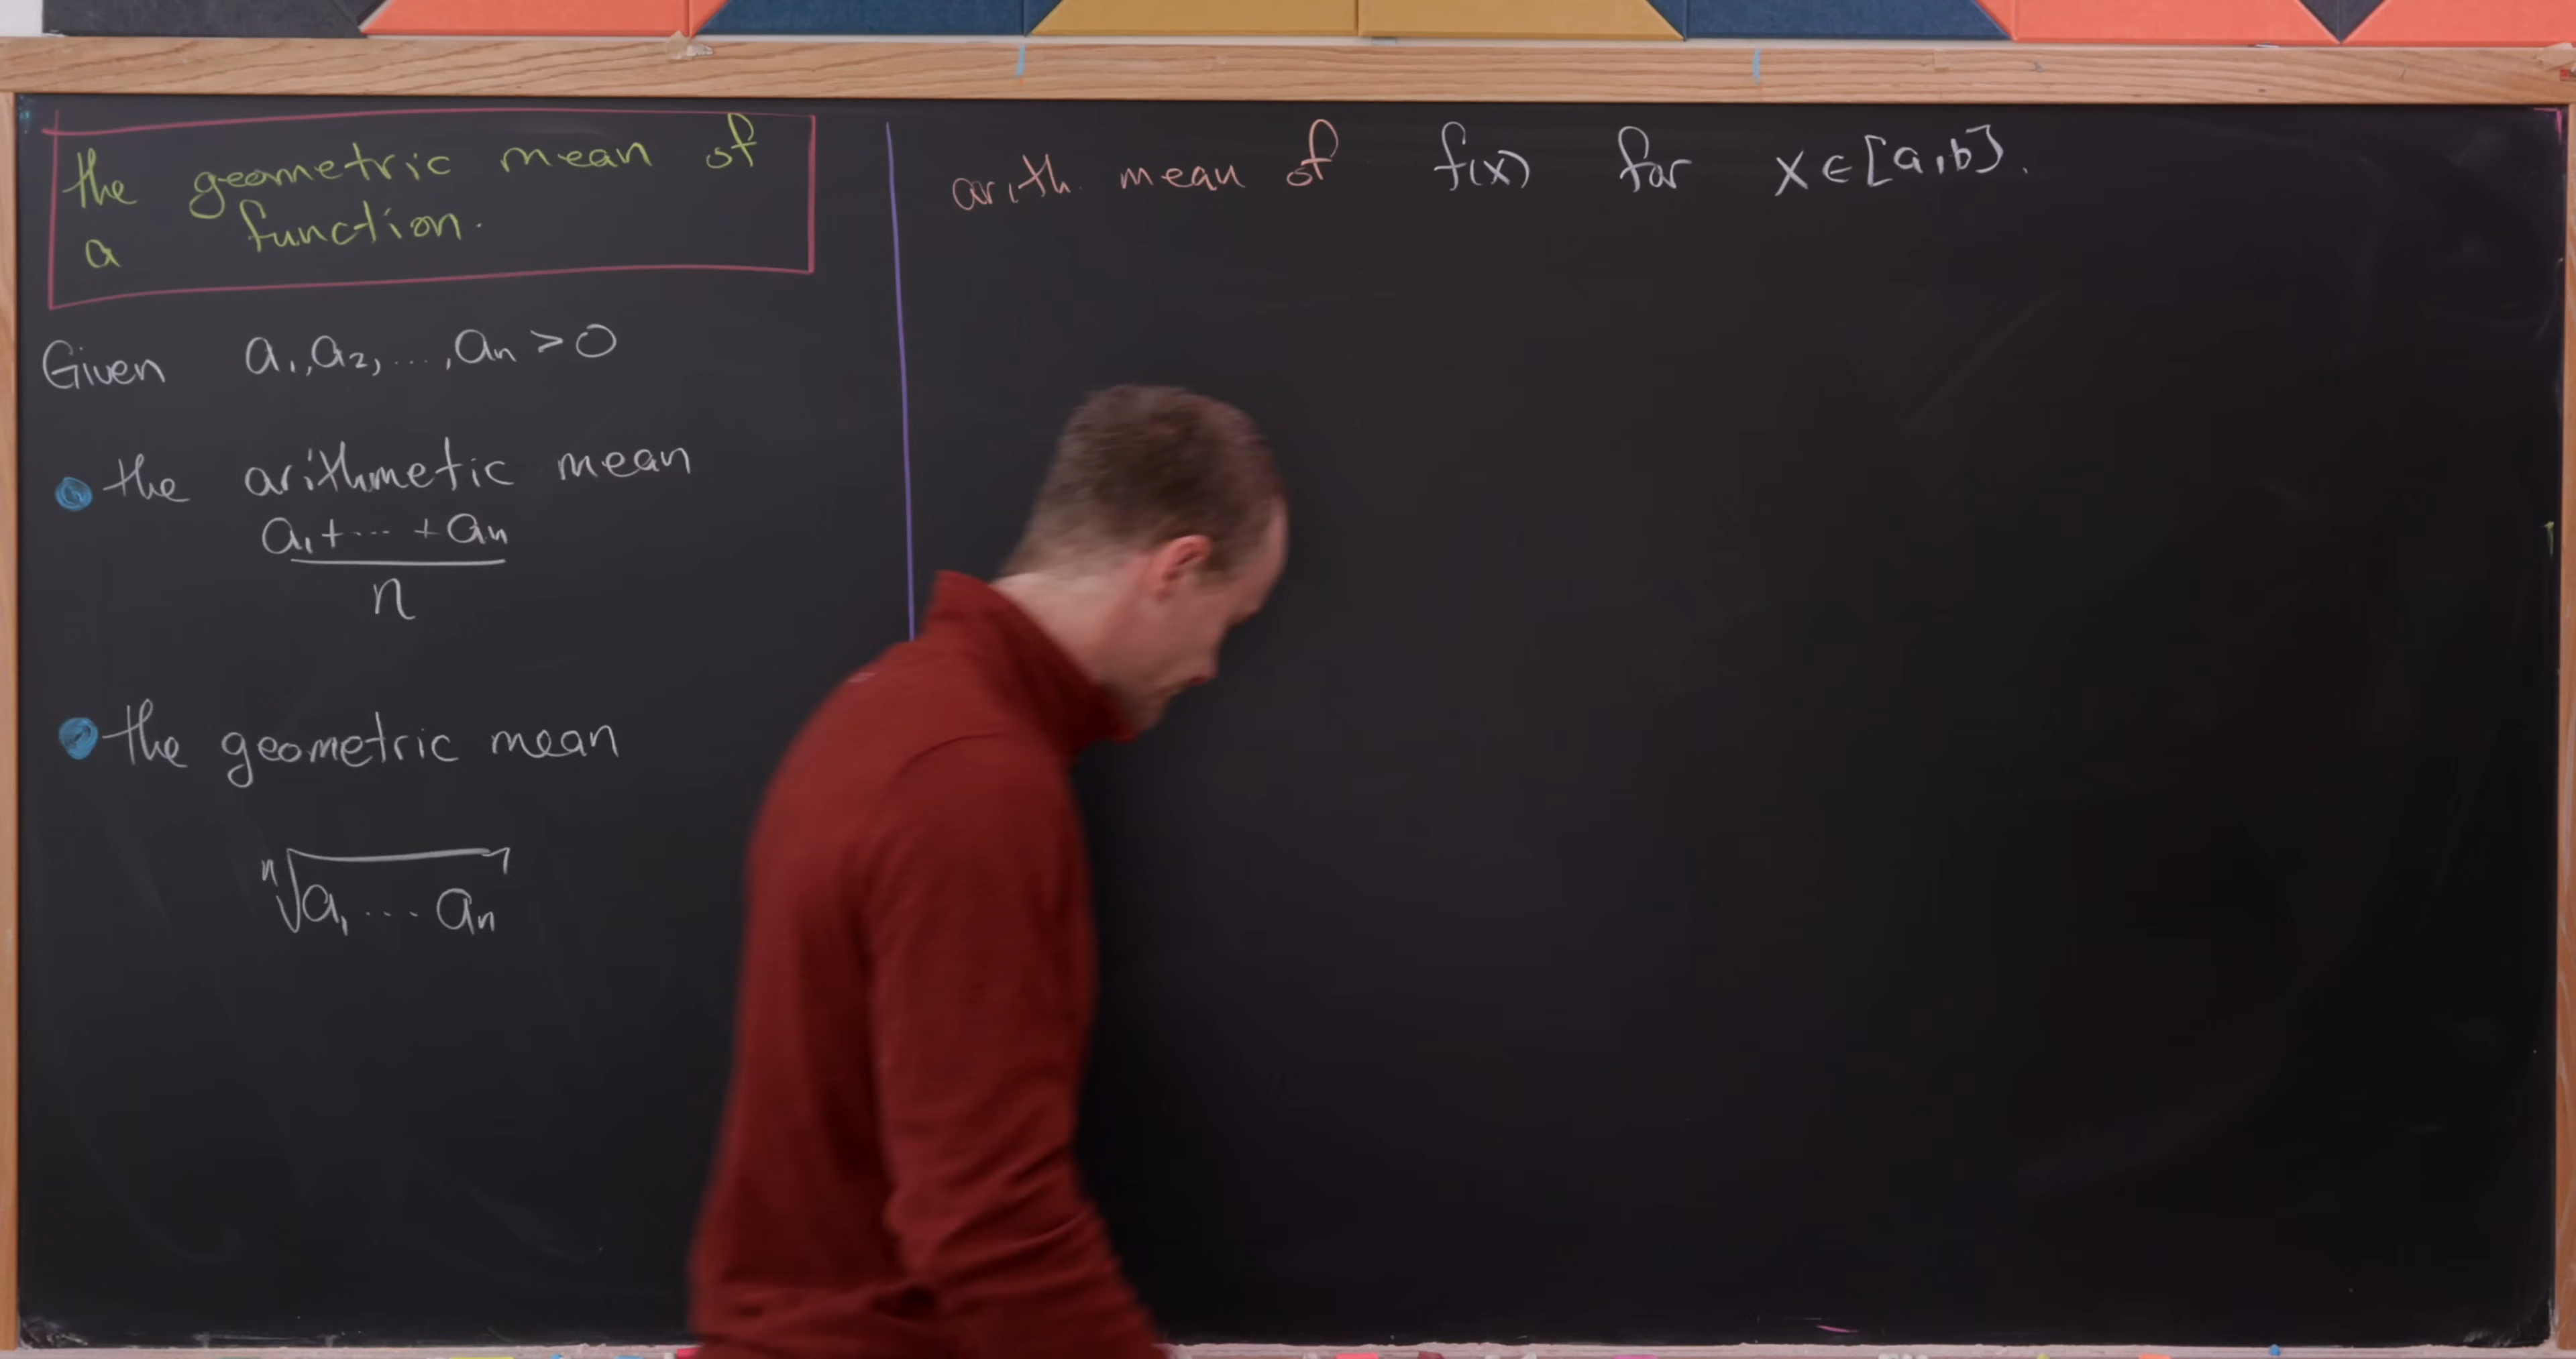 the geometric mean of
a function.
Given a₁, a₂, ..., aₙ > 0
• the arithmetic mean
a₁ + ... + aₙ
n
• the geometric mean
ⁿ√a₁ ... aₙ
arith. mean of f(x) for x ∈ [a,b].